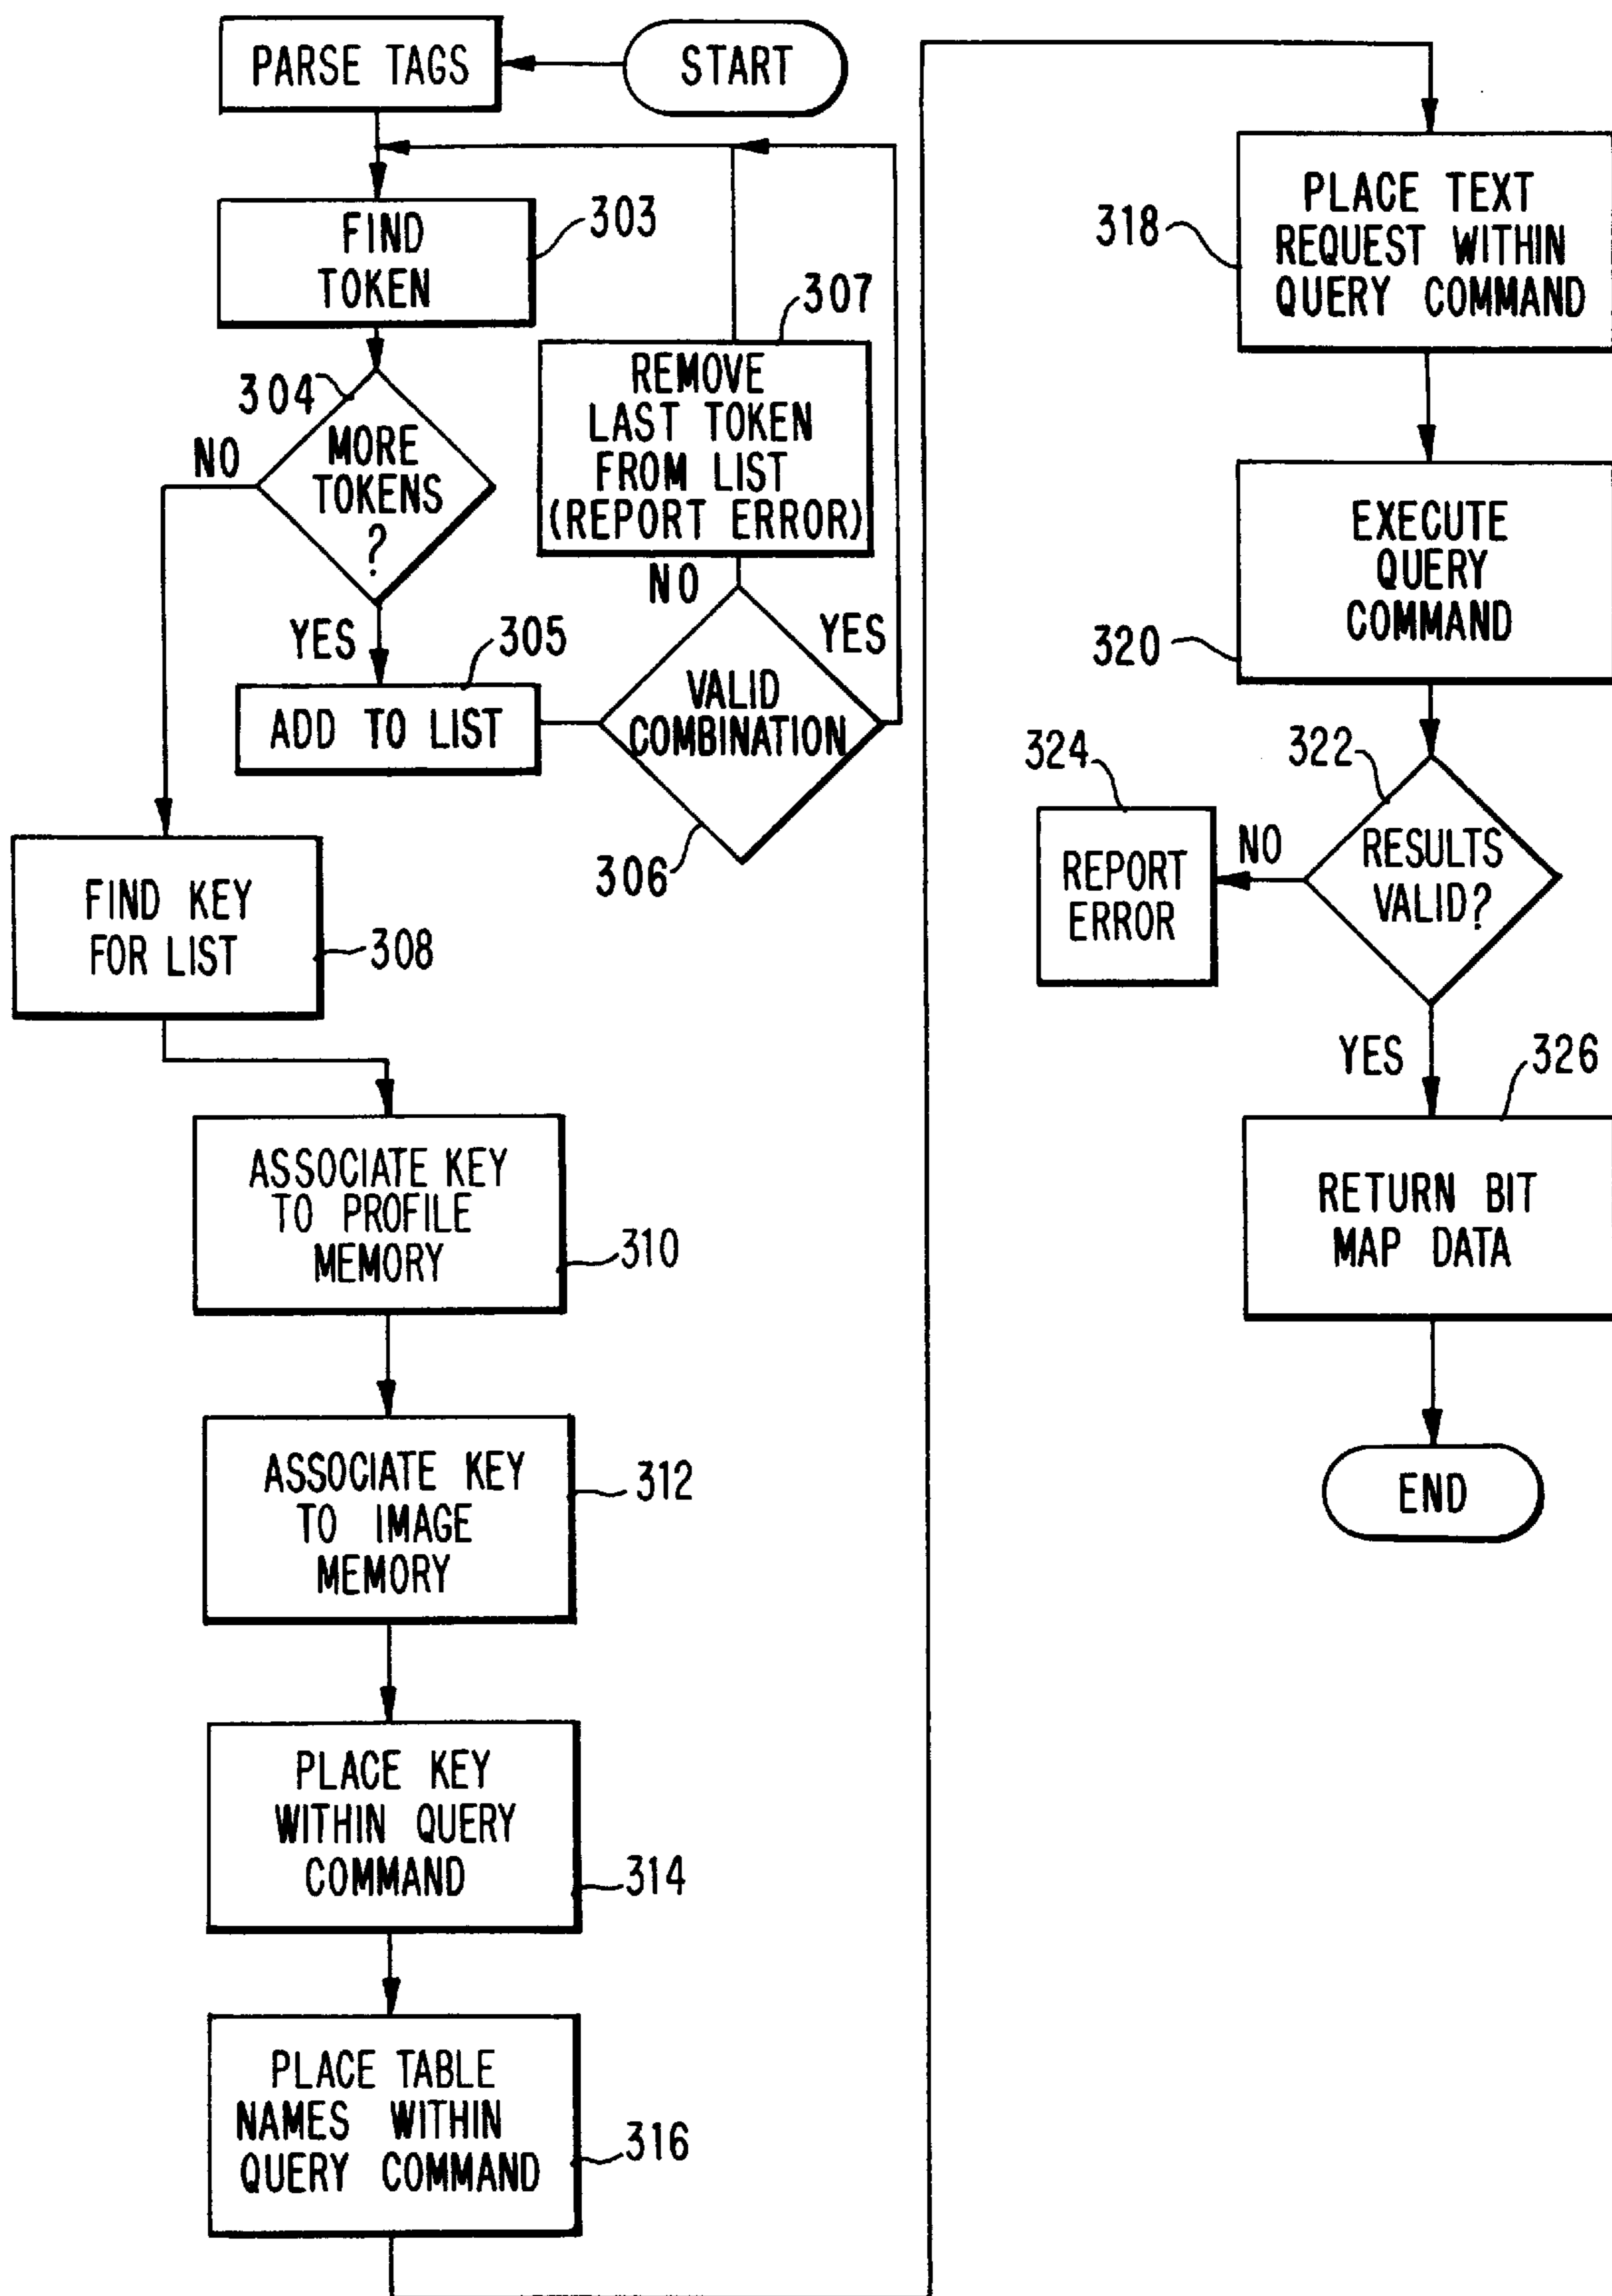 START
PARSE TAGS
FIND
TOKEN
303
304
MORE
TOKENS
?
NO
YES
ADD TO LIST
305
VALID
COMBINATION
306
NO
YES
REMOVE
LAST TOKEN
FROM LIST
(REPORT ERROR)
307
FIND KEY
FOR LIST
308
ASSOCIATE KEY
TO PROFILE
MEMORY
310
ASSOCIATE KEY
TO IMAGE
MEMORY
312
PLACE KEY
WITHIN QUERY
COMMAND
314
PLACE TABLE
NAMES WITHIN
QUERY COMMAND
316
PLACE TEXT
REQUEST WITHIN
QUERY COMMAND
318
EXECUTE
QUERY
COMMAND
320
322
RESULTS
VALID?
NO
324
REPORT
ERROR
YES
326
RETURN BIT
MAP DATA
END